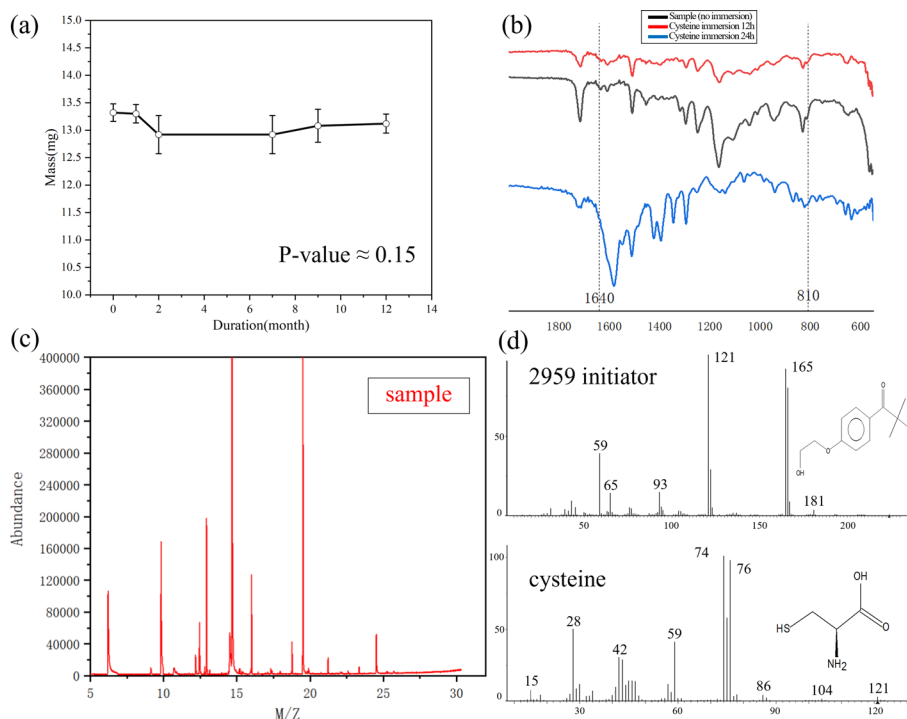 (a)
15.0
14.5
14.0
13.5
13.0
12.5
12.0
11.5
11.0
10.5
10.0
Mass(mg)
P-value ≈ 0.15
0 2 4 6 8 10 12 14
Duration(month)
(b)
Sample (no immersion)
Cysteine immersion 12h
Cysteine immersion 24h
1640
810
1800 1600 1400 1200 1000 800 600
(c)
400000
360000
320000
280000
240000
200000
160000
120000
80000
40000
0
Abundance
sample
5 10 15 20 25 30
M/Z
(d)
2959 initiator
121
165
59
65
93
181
50
0
50 100 150 200
O
O
OH
cysteine
74
76
28
59
42
15
86
104
121
100
50
0
30 60 90 120
OH
HS
O
NH2